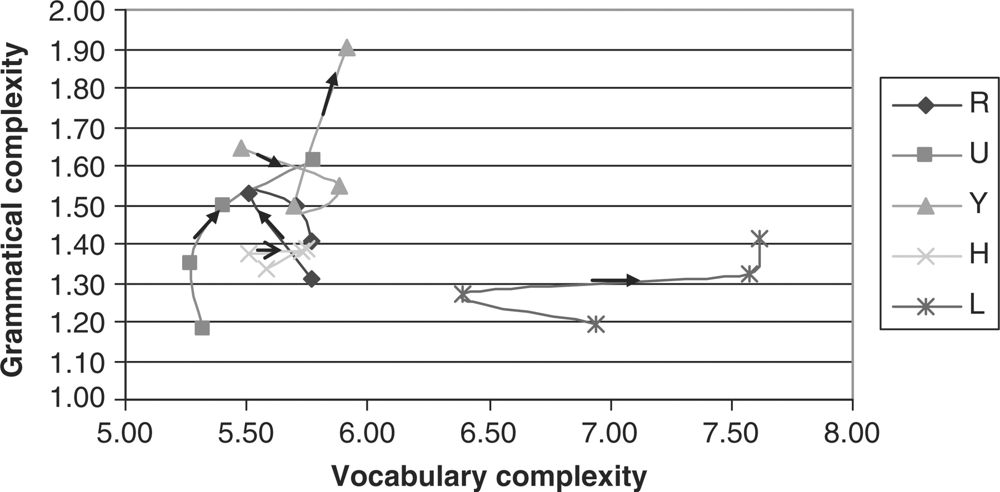 Grammatical complexity
2.00
1.90
1.80
1.70
1.60
1.50
1.40
1.30
1.20
1.10
1.00
5.00 5.50 6.00 6.50 7.00 7.50 8.00
Vocabulary complexity
R
U
Y
H
L